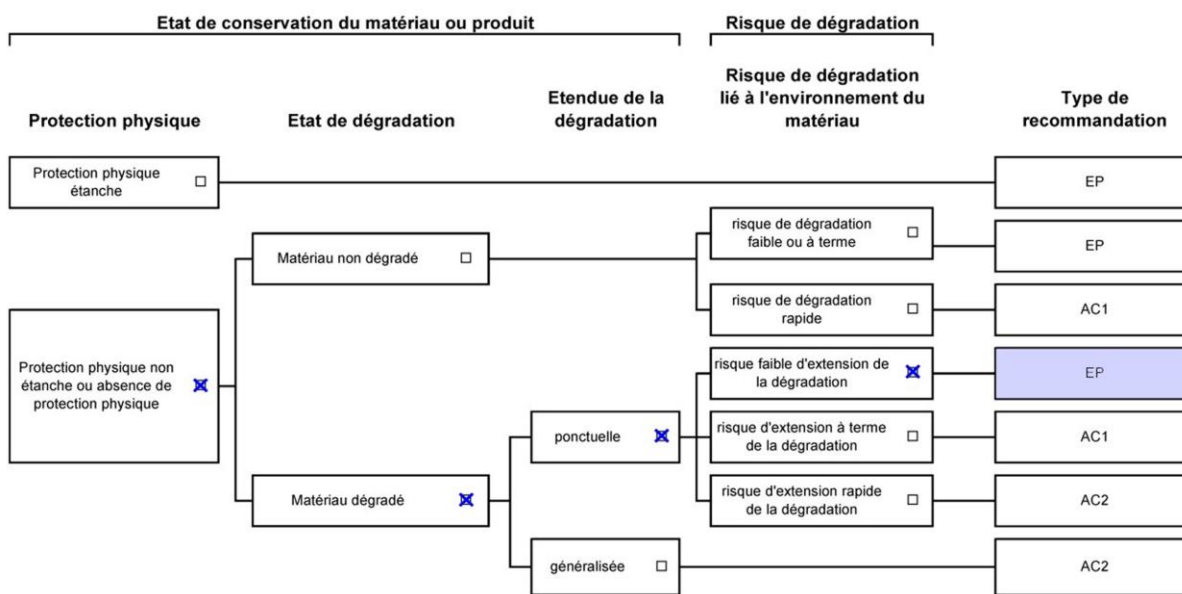 Etat de conservation du matériau ou produit
Risque de dégradation
Protection physique
Etat de dégradation
Etendue de la
dégradation
Risque de dégradation
lié à l'environnement du
matériau
Type de
recommandation
Protection physique
étanche
EP
risque de dégradation
faible ou à terme
EP
Matériau non dégradé
risque de dégradation
rapide
AC1
Protection physique non
étanche ou absence de
protection physique
risque faible d'extension de
la dégradation
EP
ponctuelle
risque d'extension à terme
de la dégradation
AC1
Matériau dégradé
risque d'extension rapide
de la dégradation
AC2
généralisée
AC2